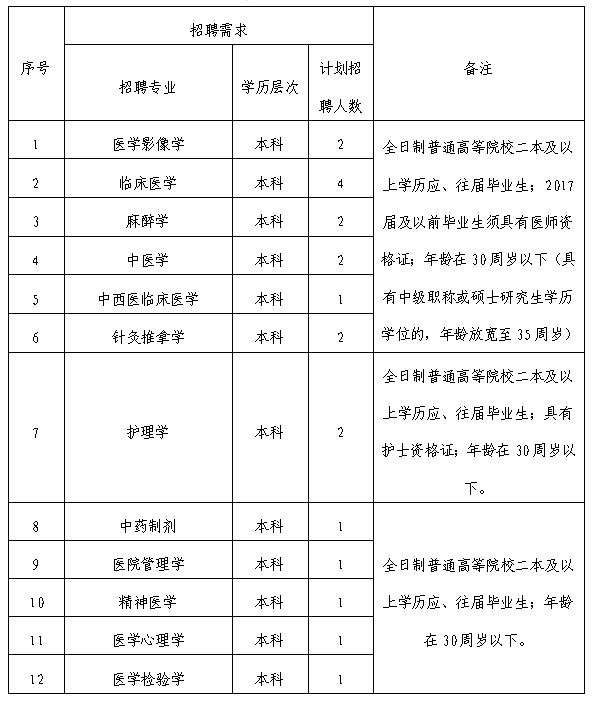 序号
招聘需求
备注
招聘专业
学历层次
计划招
聘人数
1 医学影像学 本科 2
2 临床医学 本科 4
3 麻醉学 本科 2
4 中医学 本科 2
5 中西医临床医学 本科 1
6 针灸推拿学 本科 2
全日制普通高等院校二本及以
上学历应、往届毕业生；2017
届及以前毕业生须具有医师资
格证；年龄在30周岁以下（具
有中级职称或硕士研究生学历
学位的，年龄放宽至35周岁）
7 护理学 本科 2
全日制普通高等院校二本及以
上学历应、往届毕业生；具有
护士资格证；年龄在30周岁以
下。
8 中药制剂 本科 1
9 医院管理学 本科 1
10 精神医学 本科 1
11 医学心理学 本科 1
12 医学检验学 本科 1
全日制普通高等院校二本及以
上学历应、往届毕业生；年龄
在30周岁以下。